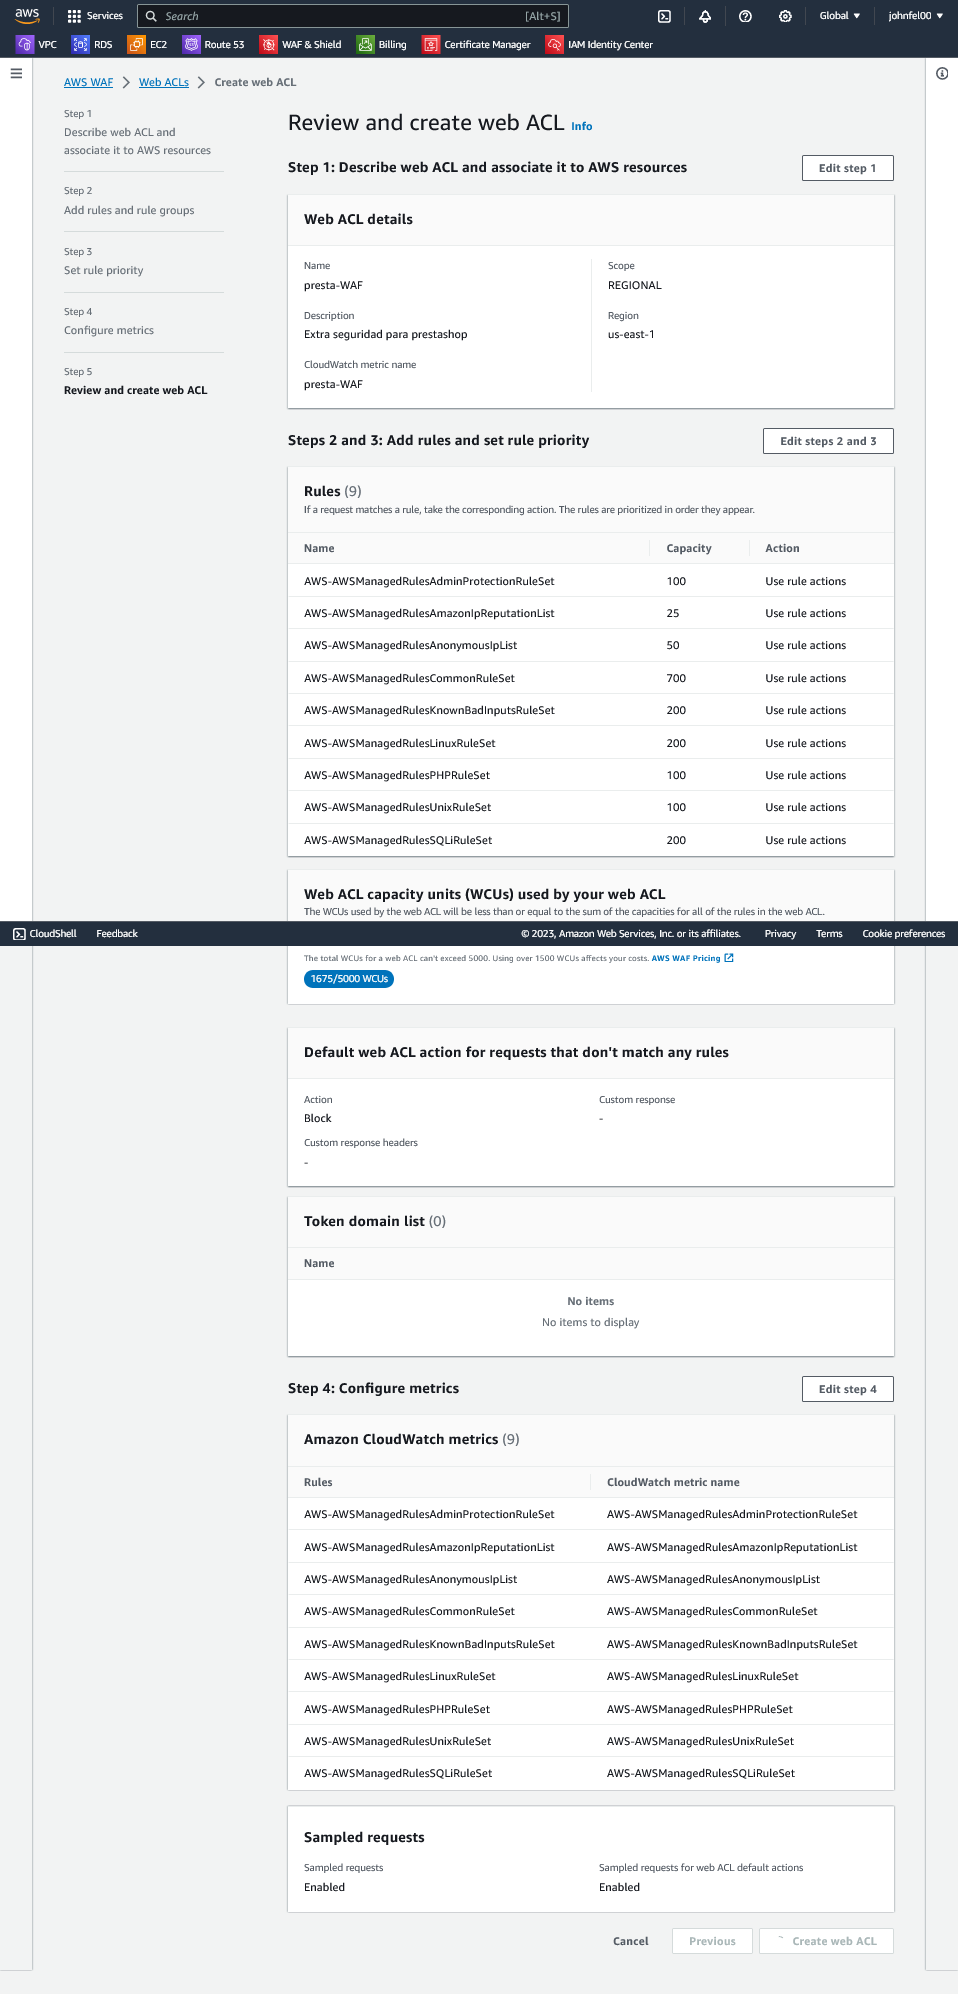 aws
Services
Search
[Alt+S]
Global
johnfel00
VPC
RDS
EC2
Route 53
WAF & Shield
Billing
Certificate Manager
IAM Identity Center
AWS WAF
Web ACLs
Create web ACL
Step 1
Describe web ACL and
associate it to AWS resources
Step 2
Add rules and rule groups
Step 3
Set rule priority
Step 4
Configure metrics
Step 5
Review and create web ACL
Review and create web ACL Info
Step 1: Describe web ACL and associate it to AWS resources
Edit step 1
Web ACL details
Name
presta-WAF
Description
Extra seguridad para prestashop
CloudWatch metric name
presta-WAF
Scope
REGIONAL
Region
us-east-1
Steps 2 and 3: Add rules and set rule priority
Edit steps 2 and 3
Rules (9)
If a request matches a rule, take the corresponding action. The rules are prioritized in order they appear.
Name Capacity Action
AWS-AWSManagedRulesAdminProtectionRuleSet 100 Use rule actions
AWS-AWSManagedRulesAmazonIpReputationList 25 Use rule actions
AWS-AWSManagedRulesAnonymousIpList 50 Use rule actions
AWS-AWSManagedRulesCommonRuleSet 700 Use rule actions
AWS-AWSManagedRulesKnownBadInputsRuleSet 200 Use rule actions
AWS-AWSManagedRulesLinuxRuleSet 200 Use rule actions
AWS-AWSManagedRulesPHPRuleSet 100 Use rule actions
AWS-AWSManagedRulesUnixRuleSet 100 Use rule actions
AWS-AWSManagedRulesSQLiRuleSet 200 Use rule actions
Web ACL capacity units (WCUs) used by your web ACL
The WCUs used by the web ACL will be less than or equal to the sum of the capacities for all of the rules in the web ACL.
CloudShell
Feedback
© 2023, Amazon Web Services, Inc. or its affiliates.
Privacy
Terms
Cookie preferences
The total WCUs for a web ACL can't exceed 5000. Using over 1500 WCUs affects your costs. AWS WAF Pricing
1675/5000 WCUs
Default web ACL action for requests that don't match any rules
Action
Block
Custom response
-
Custom response headers
-
Token domain list (0)
Name
No items
No items to display
Step 4: Configure metrics
Edit step 4
Amazon CloudWatch metrics (9)
Rules CloudWatch metric name
AWS-AWSManagedRulesAdminProtectionRuleSet AWS-AWSManagedRulesAdminProtectionRuleSet
AWS-AWSManagedRulesAmazonIpReputationList AWS-AWSManagedRulesAmazonIpReputationList
AWS-AWSManagedRulesAnonymousIpList AWS-AWSManagedRulesAnonymousIpList
AWS-AWSManagedRulesCommonRuleSet AWS-AWSManagedRulesCommonRuleSet
AWS-AWSManagedRulesKnownBadInputsRuleSet AWS-AWSManagedRulesKnownBadInputsRuleSet
AWS-AWSManagedRulesLinuxRuleSet AWS-AWSManagedRulesLinuxRuleSet
AWS-AWSManagedRulesPHPRuleSet AWS-AWSManagedRulesPHPRuleSet
AWS-AWSManagedRulesUnixRuleSet AWS-AWSManagedRulesUnixRuleSet
AWS-AWSManagedRulesSQLiRuleSet AWS-AWSManagedRulesSQLiRuleSet
Sampled requests
Sampled requests
Enabled
Sampled requests for web ACL default actions
Enabled
Cancel
Previous
Create web ACL